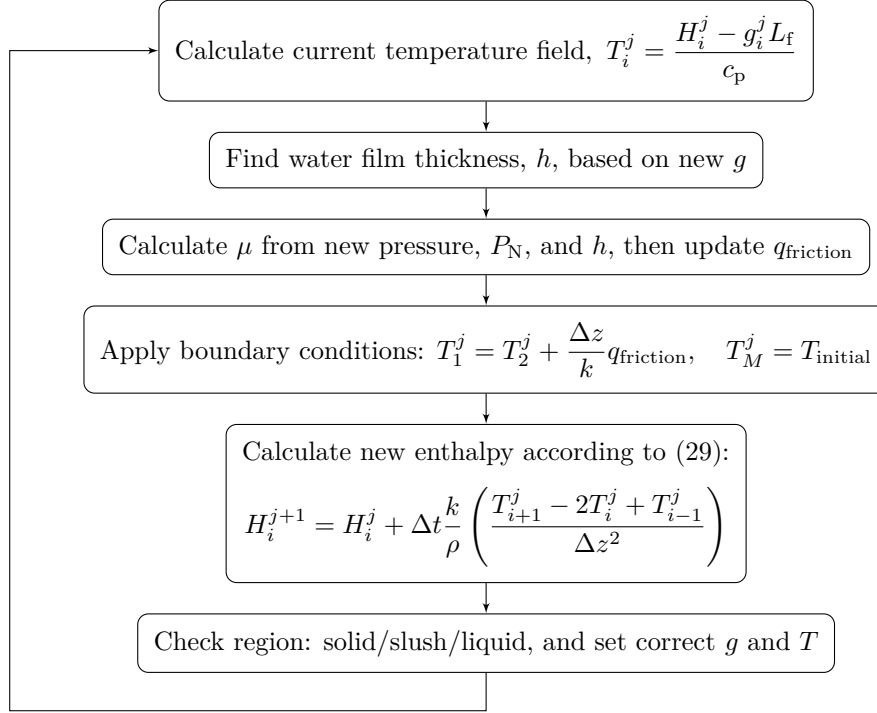 Calculate current temperature field, $T_i^j = \dfrac{H_i^j - g_i^j L_{\mathrm{f}}}{c_{\mathrm{p}}}$
Find water film thickness, $h$, based on new $g$
Calculate $\mu$ from new pressure, $P_{\mathrm{N}}$, and $h$, then update $q_{\mathrm{friction}}$
Apply boundary conditions: $T_1^j = T_2^j + \dfrac{\Delta z}{k} q_{\mathrm{friction}}, \quad T_M^j = T_{\mathrm{initial}}$
Calculate new enthalpy according to (29):
$H_i^{j+1} = H_i^j + \Delta t \dfrac{k}{\rho} \left( \dfrac{T_{i+1}^j - 2T_i^j + T_{i-1}^j}{\Delta z^2} \right)$
Check region: solid/slush/liquid, and set correct $g$ and $T$